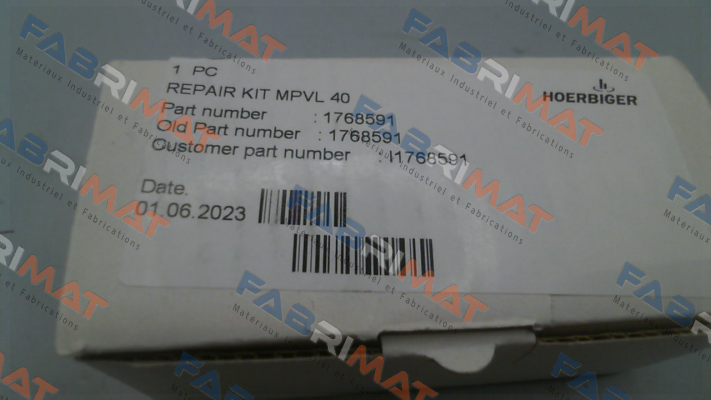 1 PC
REPAIR KIT MPVL 40
Part number : 1768591
Old Part number : 1768591
Customer part number : I1768591
Date.
01.06.2023
HOERBIGER
FABRIMAT
Materiaux Industriel et Fabrications